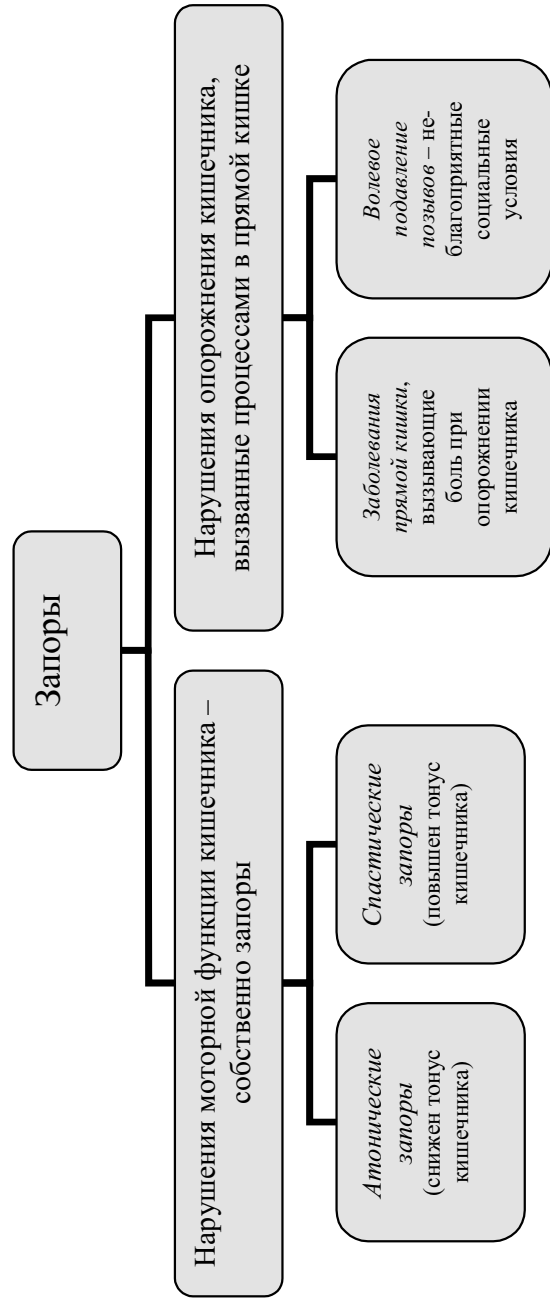 Запоры
Нарушения моторной функции кишечника –
собственно запоры
Нарушения опорожнения кишечника,
вызванные процессами в прямой кишке
Атонические
запоры
(снижен тонус
кишечника)
Спастические
запоры
(повышен тонус
кишечника)
Заболевания
прямой кишки,
вызывающие
боль при
опорожнении
кишечника
Волевое
подавление
позывов – не-
благоприятные
социальные
условия